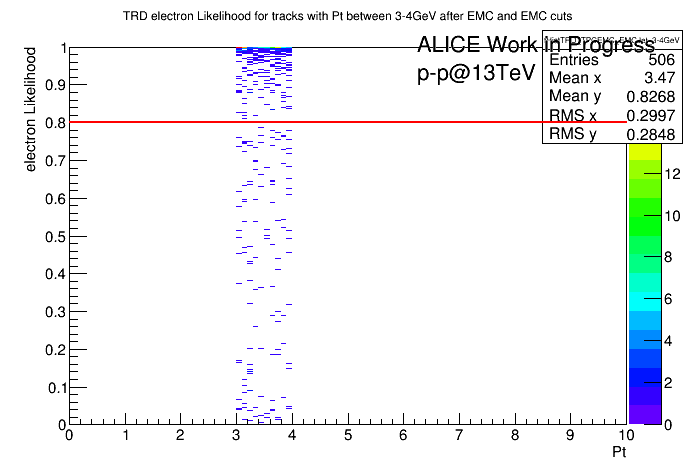 TRD electron Likelihood for tracks with Pt between 3-4GeV after EMC and EMC cuts
ALICE Work in Progress
p-p@13TeV
Entries 506
Mean x 3.47
Mean y 0.8268
RMS x 0.2997
RMS y 0.2848
electron Likelihood
1
0.9
0.8
0.7
0.6
0.5
0.4
0.3
0.2
0.1
0
0 1 2 3 4 5 6 7 8 9 10
Pt
12
10
8
6
4
2
0